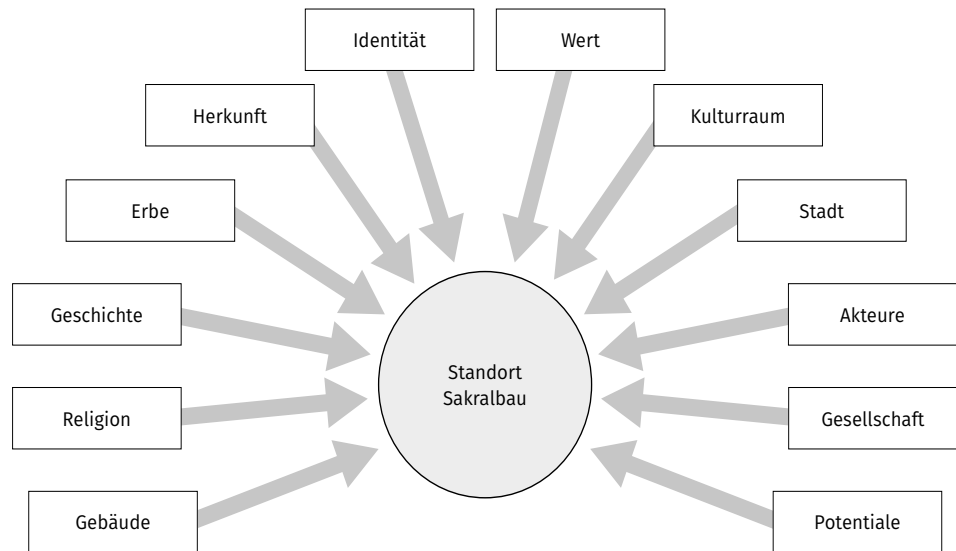 Identität
Wert
Herkunft
Kulturraum
Erbe
Stadt
Geschichte
Akteure
Standort
Sakralbau
Religion
Gesellschaft
Gebäude
Potentiale